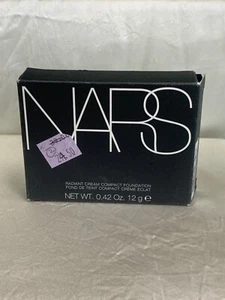 NARS
RADIANT CREAM COMPACT FOUNDATION
FOND DE TEINT COMPACT CRÈME ÉCLAT
NET WT. 0.42 Oz. 12 g e